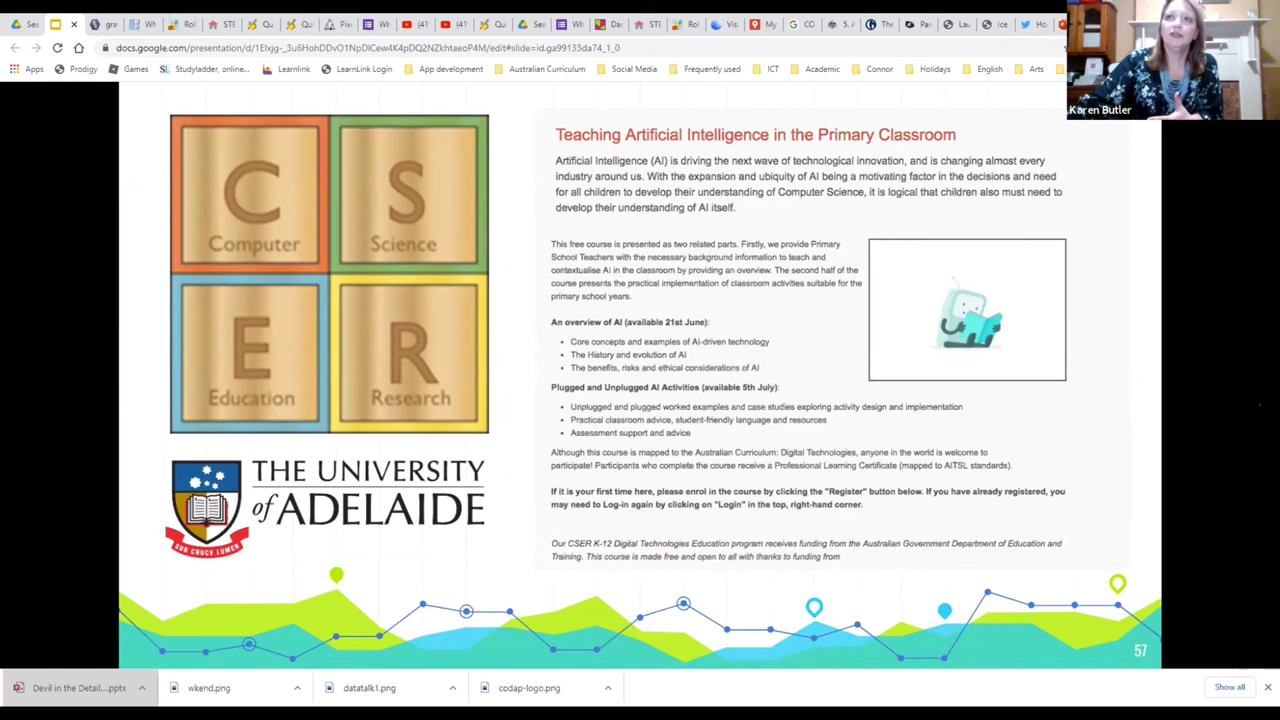 docs.google.com/presentation/d/1Elxjg-_3u6HohDDvO1NpDICew4K4pDQ2NZkhtaeoP4M/edit#slide=id.ga99133da74_1_0
Apps Prodigy Games Studyladder, online... Learnlink LearnLink Login App development Australian Curriculum Social Media Frequently used ICT Academic Connor Holidays English Arts
Karen Butler
C
Computer
S
Science
E
Education
R
Research
THE UNIVERSITY
of ADELAIDE
SUB CRUCE LUMEN
Teaching Artificial Intelligence in the Primary Classroom
Artificial Intelligence (AI) is driving the next wave of technological innovation, and is changing almost every
industry around us. With the expansion and ubiquity of AI being a motivating factor in the decisions and need
for all children to develop their understanding of Computer Science, it is logical that children also must need to
develop their understanding of AI itself.
This free course is presented as two related parts. Firstly, we provide Primary
School Teachers with the necessary background information to teach and
contextualise AI in the classroom by providing an overview. The second half of the
course presents the practical implementation of classroom activities suitable for the
primary school years.
An overview of AI (available 21st June):
• Core concepts and examples of AI-driven technology
• The History and evolution of AI
• The benefits, risks and ethical considerations of AI
Plugged and Unplugged AI Activities (available 5th July):
• Unplugged and plugged worked examples and case studies exploring activity design and implementation
• Practical classroom advice, student-friendly language and resources
• Assessment support and advice
Although this course is mapped to the Australian Curriculum: Digital Technologies, anyone in the world is welcome to
participate! Participants who complete the course receive a Professional Learning Certificate (mapped to AITSL standards).
If it is your first time here, please enrol in the course by clicking the "Register" button below. If you have already registered, you
may need to Log-in again by clicking on "Login" in the top, right-hand corner.
Our CSER K-12 Digital Technologies Education program receives funding from the Australian Government Department of Education and
Training. This course is made free and open to all with thanks to funding from
57
Devil in the Detail....pptx wkend.png datatalk1.png codap-logo.png Show all